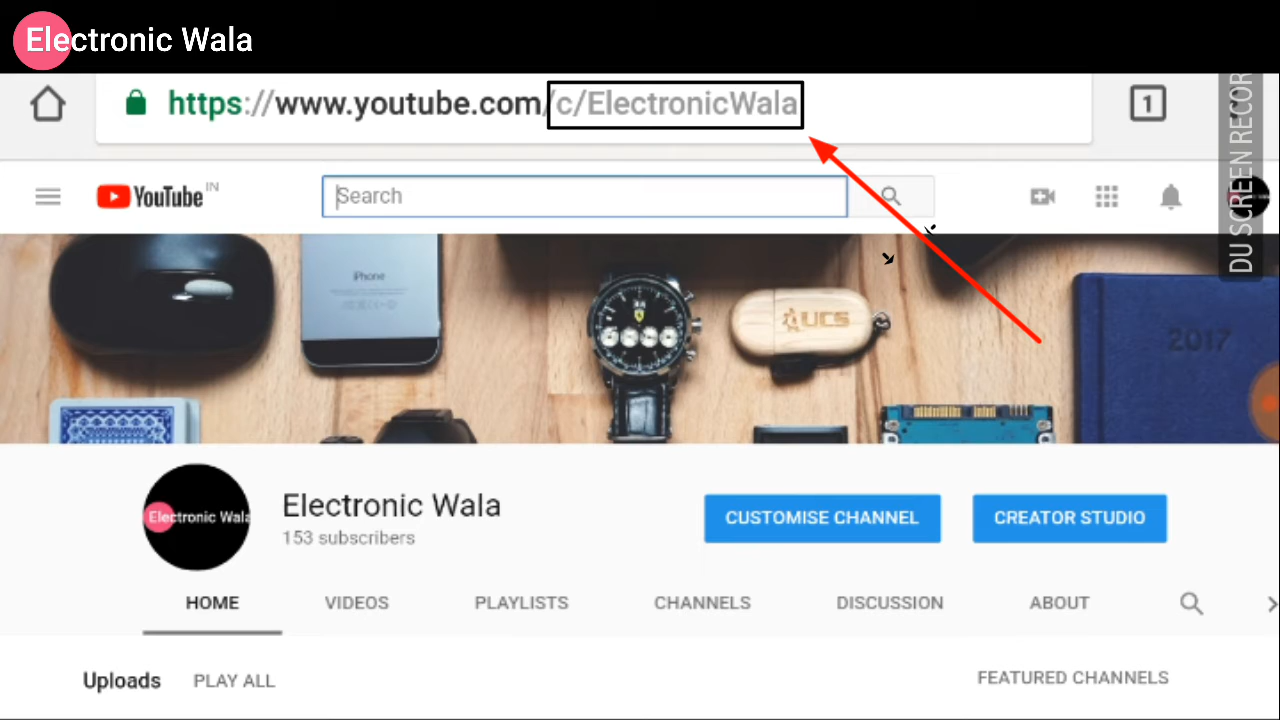 Electronic Wala
https://www.youtube.com/c/ElectronicWala
1
DU SCREEN RECOR
YouTube IN
Search
iPhone
UCS
2017
Electronic Wala
Electronic Wala
153 subscribers
CUSTOMISE CHANNEL
CREATOR STUDIO
HOME
VIDEOS
PLAYLISTS
CHANNELS
DISCUSSION
ABOUT
Uploads
PLAY ALL
FEATURED CHANNELS